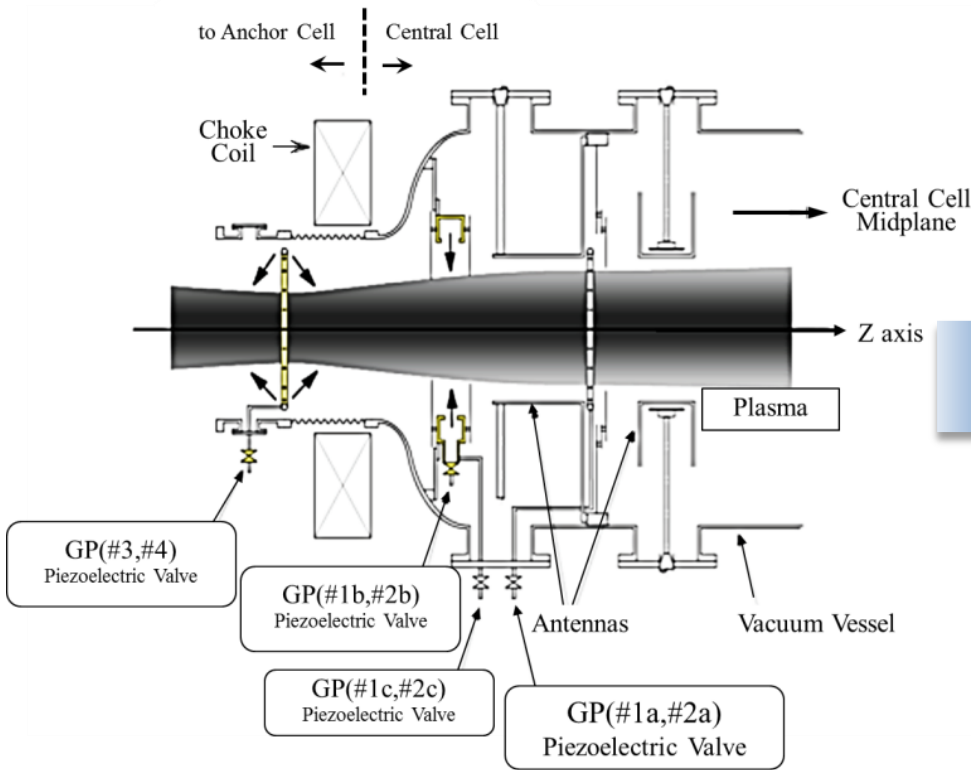 to Anchor Cell
Central Cell
Choke
Coil
Central Cell
Midplane
Z axis
Plasma
GP(#3,#4)
Piezoelectric Valve
GP(#1b,#2b)
Piezoelectric Valve
Antennas
Vacuum Vessel
GP(#1c,#2c)
Piezoelectric Valve
GP(#1a,#2a)
Piezoelectric Valve